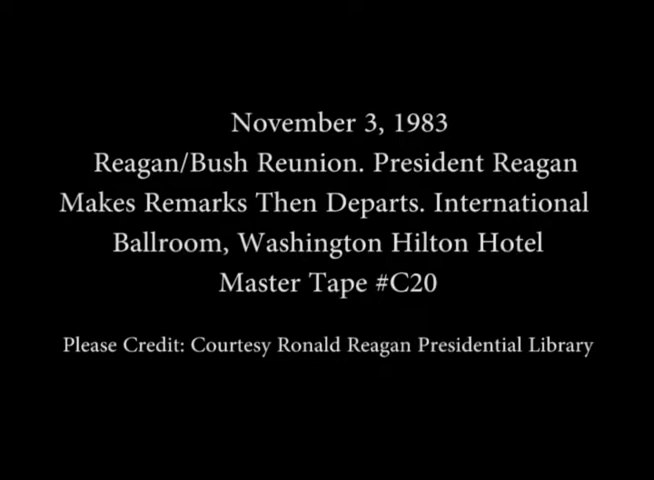 November 3, 1983
Reagan/Bush Reunion. President Reagan
Makes Remarks Then Departs. International
Ballroom, Washington Hilton Hotel
Master Tape #C20
Please Credit: Courtesy Ronald Reagan Presidential Library